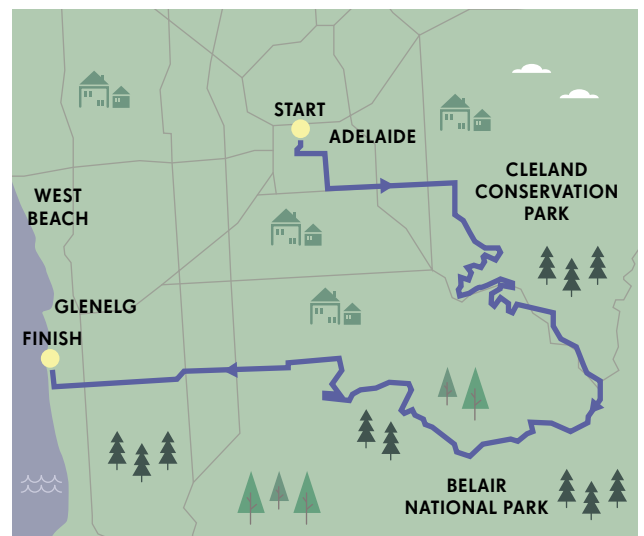 START
ADELAIDE
CLELAND
CONSERVATION
PARK
WEST
BEACH
GLENELG
FINISH
BELAIR
NATIONAL PARK